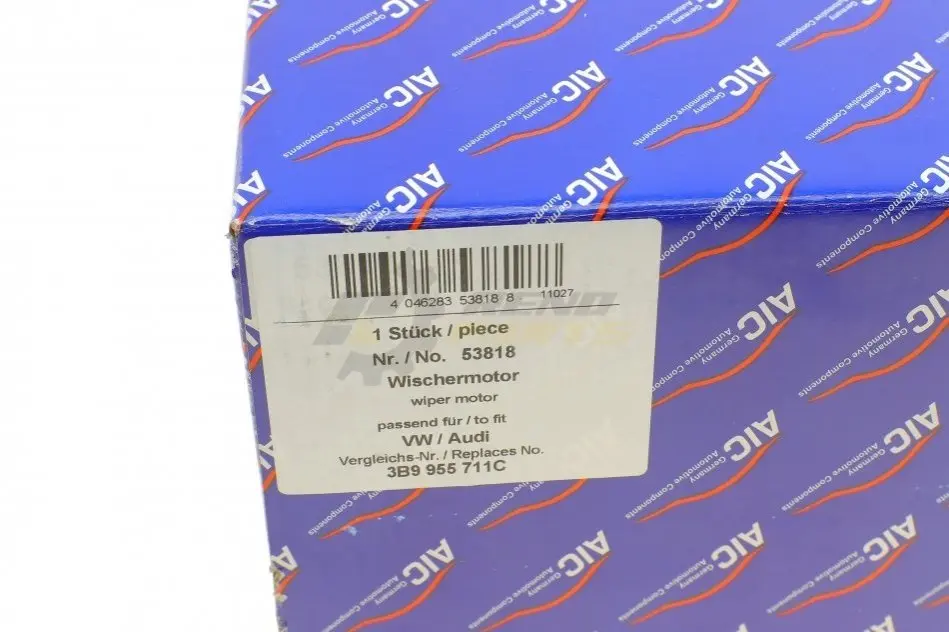 AIC
Germany
Automotive Components
4 046283 53818 8 11027
1 Stück / piece
Nr. / No. 53818
Wischermotor
wiper motor
passend für / to fit
VW / Audi
Vergleichs-Nr. / Replaces No.
3B9 955 711C